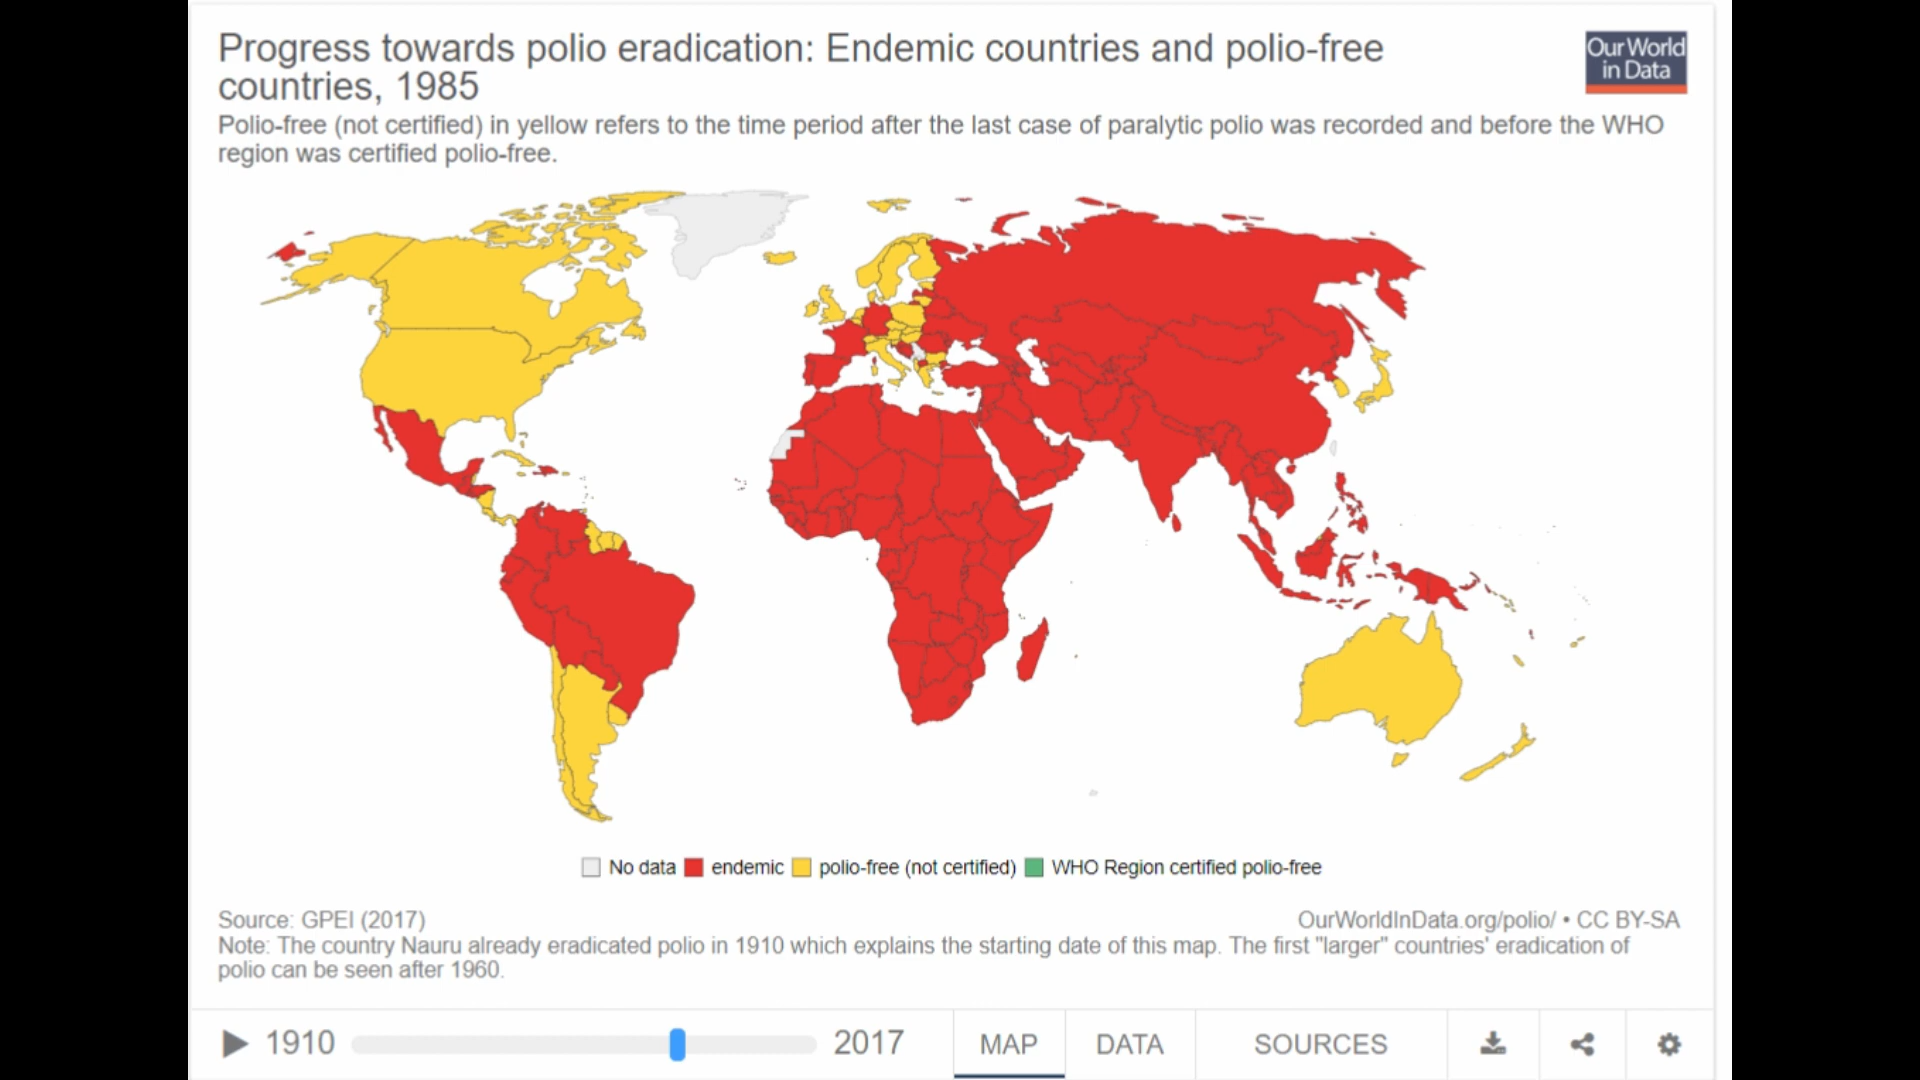 Progress towards polio eradication: Endemic countries and polio-free
countries, 1985
Our World
in Data
Polio-free (not certified) in yellow refers to the time period after the last case of paralytic polio was recorded and before the WHO
region was certified polio-free.
No data endemic polio-free (not certified) WHO Region certified polio-free
Source: GPEI (2017)
OurWorldInData.org/polio/ • CC BY-SA
Note: The country Nauru already eradicated polio in 1910 which explains the starting date of this map. The first "larger" countries' eradication of
polio can be seen after 1960.
1910 2017 MAP DATA SOURCES